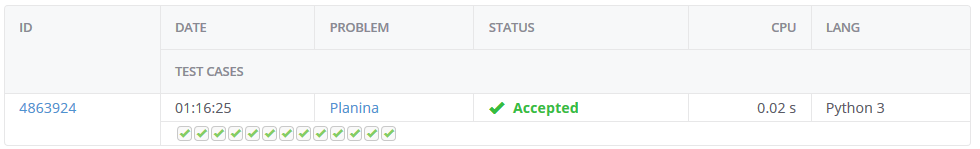 ID DATE PROBLEM STATUS CPU LANG
TEST CASES
4863924 01:16:25 Planina Accepted 0.02 s Python 3